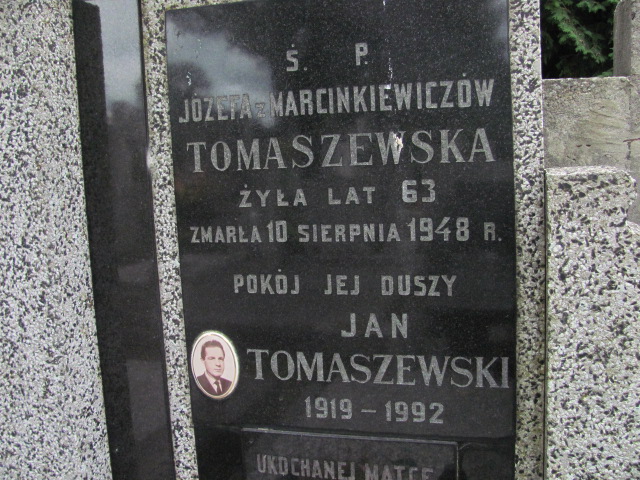 Ś. P.
JÓZEFA z MARCINKIEWICZÓW
TOMASZEWSKA
ŻYŁA LAT 63
ZMARŁA 10 SIERPNIA 1948 R.
POKÓJ JEJ DUSZY
JAN
TOMASZEWSKI
1919 – 1992
UKOCHANEJ MATCE